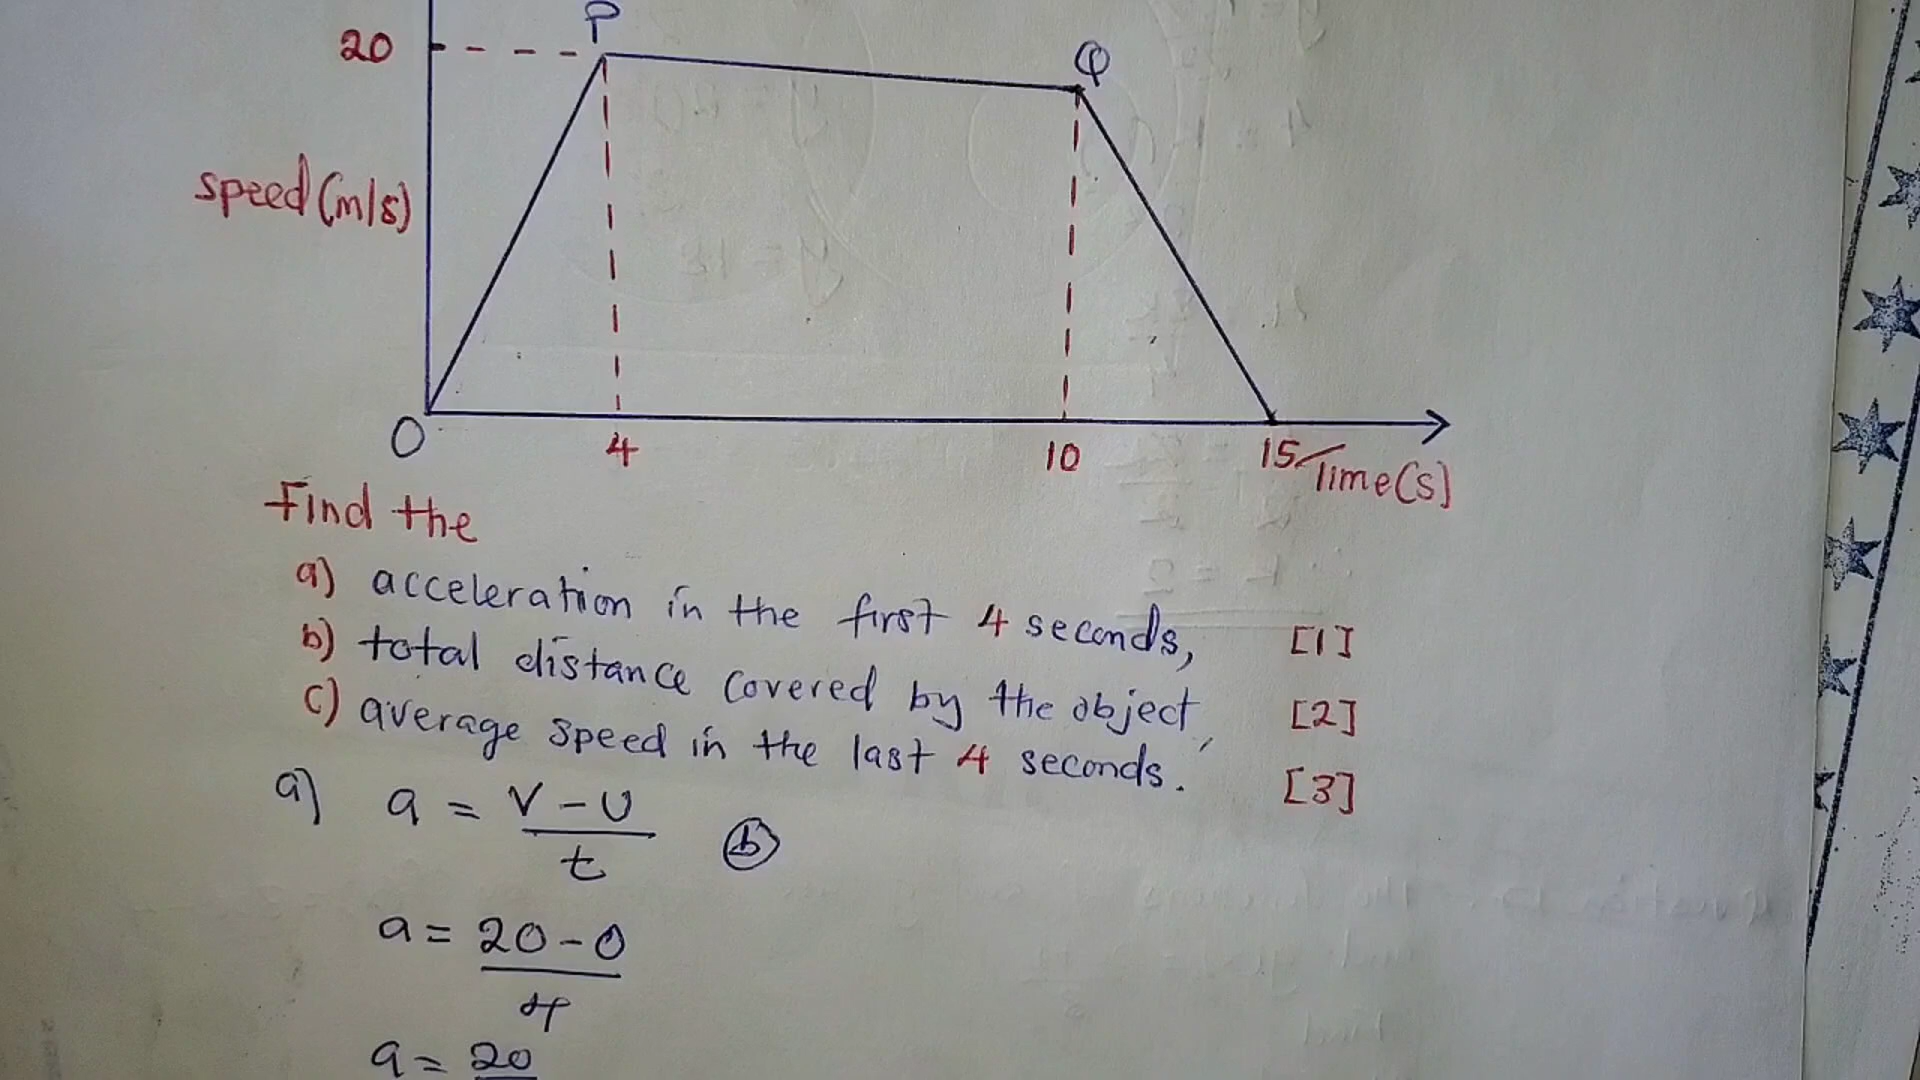 P
20
Q
speed(m/s)
O
4
10
15
Time(s)
Find the
a) acceleration in the first 4 seconds, [1]
b) total distance covered by the object, [2]
c) average speed in the last 4 seconds. [3]
a) a = V - U
t
b
a = 20 - 0
4
a = 20